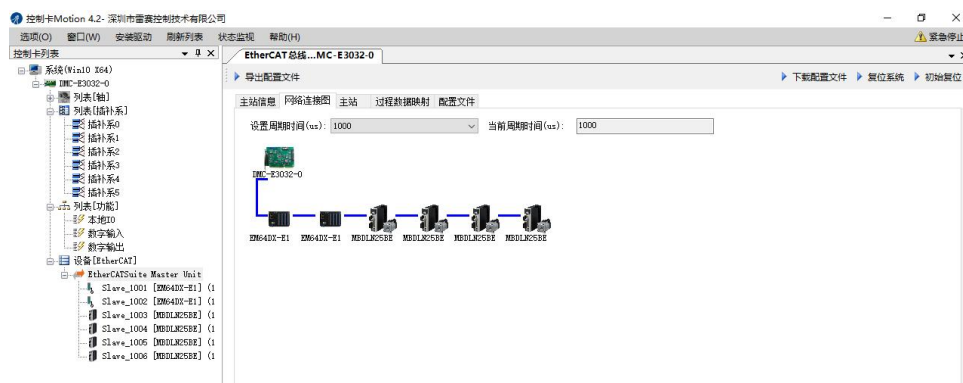 控制卡Motion 4.2- 深圳市雷赛控制技术有限公司
选项(O) 窗口(W) 安装驱动 刷新列表 状态监视 帮助(H) 紧急停止
控制卡列表
EtherCAT总线...MC-E3032-0
系统(Win10 X64)
DMC-E3032-0
列表[轴]
列表[插补系]
插补系0
插补系1
插补系2
插补系3
插补系4
插补系5
列表[功能]
本地IO
数字输入
数字输出
设备[EtherCAT]
EtherCATSuite Master Unit
Slave_1001 [EM64DX-E1] (1
Slave_1002 [EM64DX-E1] (1
Slave_1003 [MBDLN25BE] (1
Slave_1004 [MBDLN25BE] (1
Slave_1005 [MBDLN25BE] (1
Slave_1006 [MBDLN25BE] (1
导出配置文件 下载配置文件 复位系统 初始复位
主站信息 网络连接图 主站 过程数据映射 配置文件
设置周期时间(us): 1000 当前周期时间(us): 1000
DMC-E3032-0
EM64DX-E1 EM64DX-E1 MBDLN25BE MBDLN25BE MBDLN25BE MBDLN25BE